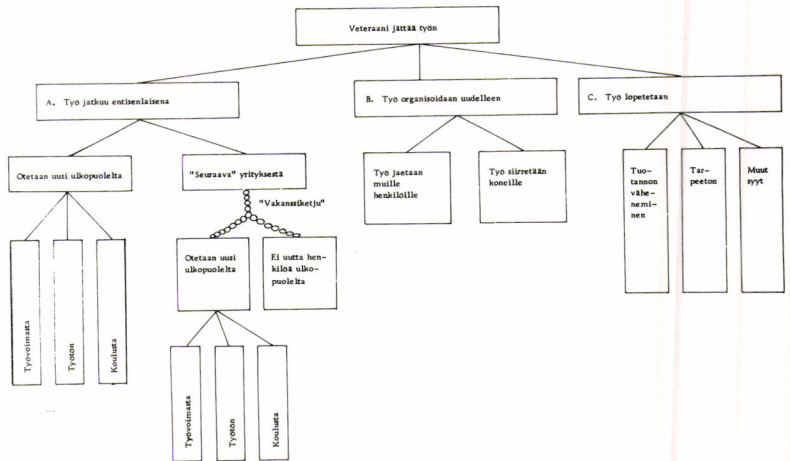 Veteraani jättää työn
A. Työ jatkuu entisenlaisena
B. Työ organisoidaan uudelleen
C. Työ lopetetaan
Otetaan uusi ulkopuolelta
"Seuraava" yrityksestä
Työ jaetaan
muille
henkilöille
Työ siirretään
koneille
Tuo-
tannon
vähe-
nemi-
nen
Tar-
peeton
Muut
syyt
"Vakanssiketju"
Otetaan uusi
ulkopuolelta
Ei uutta hen-
kilöä ulko-
puolelta
Työvoimasta
Työtön
Koulusta
Työvoimasta
Työtön
Koulusta